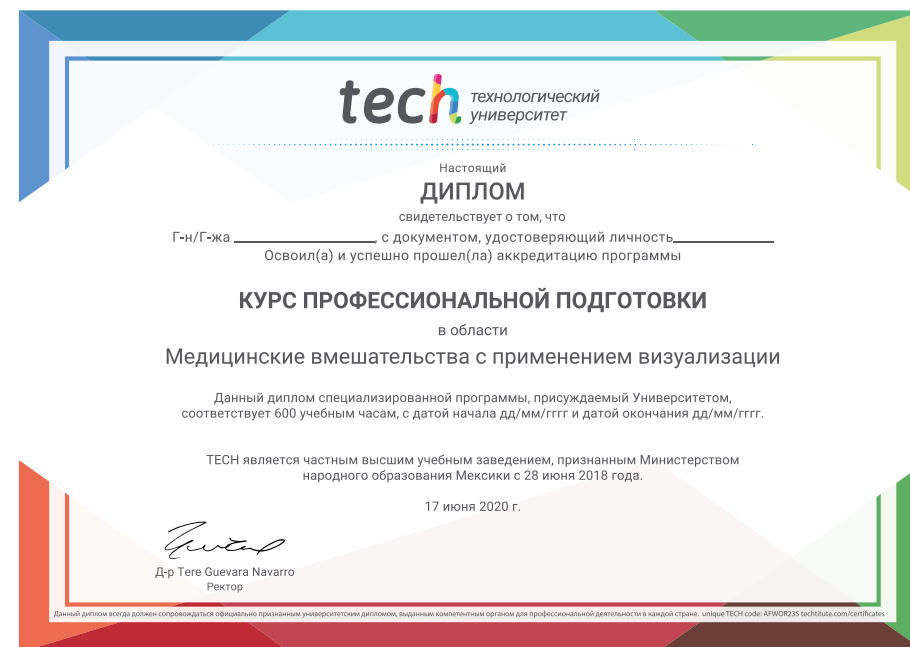 tech технологический
университет
Настоящий
ДИПЛОМ
свидетельствует о том, что
Г-н/Г-жа ________________, с документом, удостоверяющий личность____________
Освоил(а) и успешно прошел(ла) аккредитацию программы
КУРС ПРОФЕССИОНАЛЬНОЙ ПОДГОТОВКИ
в области
Медицинские вмешательства с применением визуализации
Данный диплом специализированной программы, присуждаемый Университетом,
соответствует 600 учебным часам, с датой начала дд/мм/гггг и датой окончания дд/мм/гггг.
TECH является частным высшим учебным заведением, признанным Министерством
народного образования Мексики с 28 июня 2018 года.
17 июня 2020 г.
Д-р Tere Guevara Navarro
Ректор
Данный диплом всегда должен сопровождаться официально признанным университетским дипломом, выданным компетентным органом для профессиональной деятельности в каждой стране. unique TECH code: AFWOR23S techtitute.com/certificates